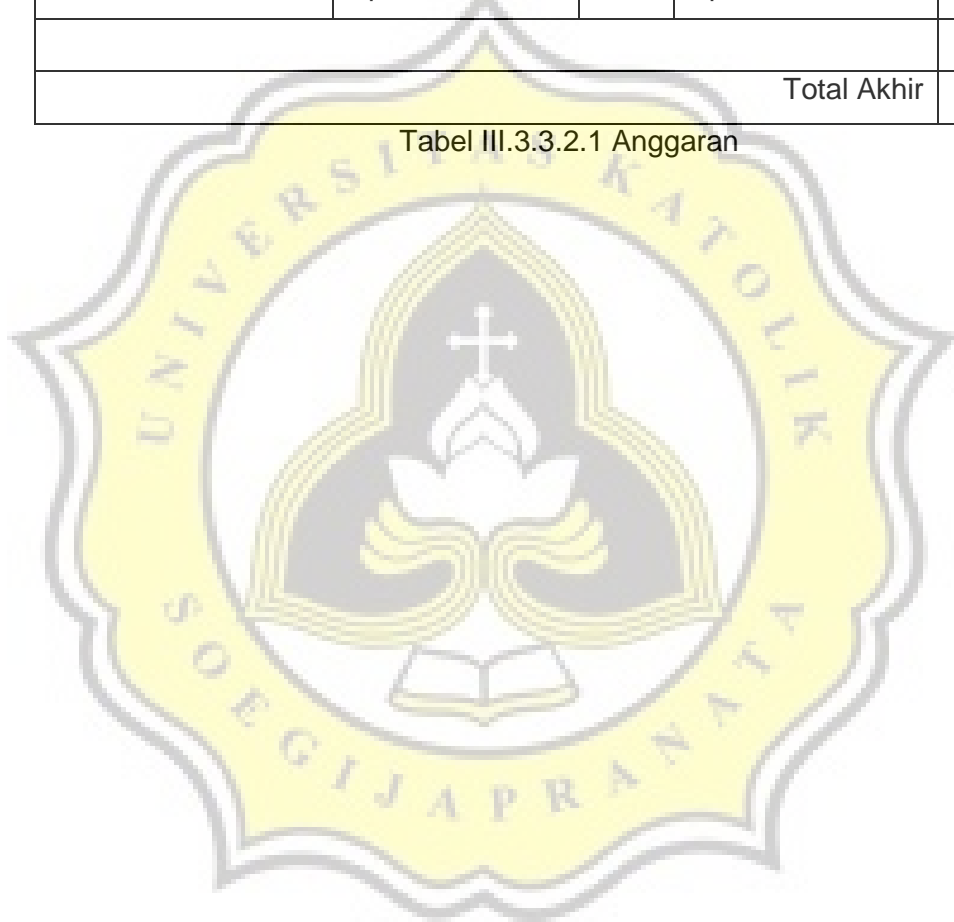 Total Akhir
Tabel III.3.3.2.1 Anggaran
UNIVERSITAS KATOLIK
SOEGIJAPRANATA